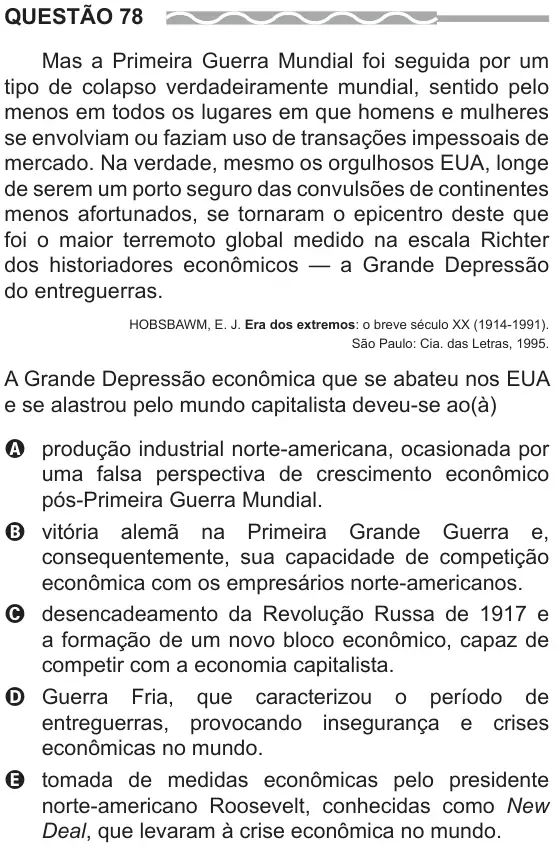 QUESTÃO 78
Mas a Primeira Guerra Mundial foi seguida por um
tipo de colapso verdadeiramente mundial, sentido pelo
menos em todos os lugares em que homens e mulheres
se envolviam ou faziam uso de transações impessoais de
mercado. Na verdade, mesmo os orgulhosos EUA, longe
de serem um porto seguro das convulsões de continentes
menos afortunados, se tornaram o epicentro deste que
foi o maior terremoto global medido na escala Richter
dos historiadores econômicos — a Grande Depressão
do entreguerras.
HOBSBAWM, E. J. Era dos extremos: o breve século XX (1914-1991).
São Paulo: Cia. das Letras, 1995.
A Grande Depressão econômica que se abateu nos EUA
e se alastrou pelo mundo capitalista deveu-se ao(à)
A produção industrial norte-americana, ocasionada por
uma falsa perspectiva de crescimento econômico
pós-Primeira Guerra Mundial.
B vitória alemã na Primeira Grande Guerra e,
consequentemente, sua capacidade de competição
econômica com os empresários norte-americanos.
C desencadeamento da Revolução Russa de 1917 e
a formação de um novo bloco econômico, capaz de
competir com a economia capitalista.
D Guerra Fria, que caracterizou o período de
entreguerras, provocando insegurança e crises
econômicas no mundo.
E tomada de medidas econômicas pelo presidente
norte-americano Roosevelt, conhecidas como New
Deal, que levaram à crise econômica no mundo.